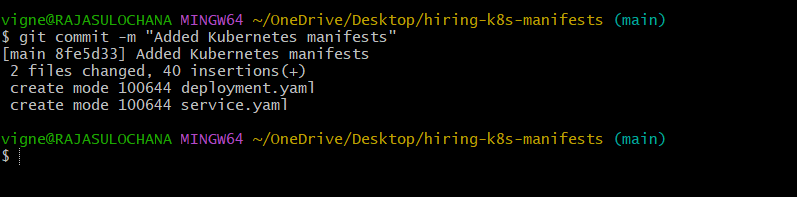 vigne@RAJASULOCHANA MINGW64 ~/OneDrive/Desktop/hiring-k8s-manifests (main)
$ git commit -m "Added Kubernetes manifests"
[main 8fe5d33] Added Kubernetes manifests
 2 files changed, 40 insertions(+)
 create mode 100644 deployment.yaml
 create mode 100644 service.yaml
vigne@RAJASULOCHANA MINGW64 ~/OneDrive/Desktop/hiring-k8s-manifests (main)
$